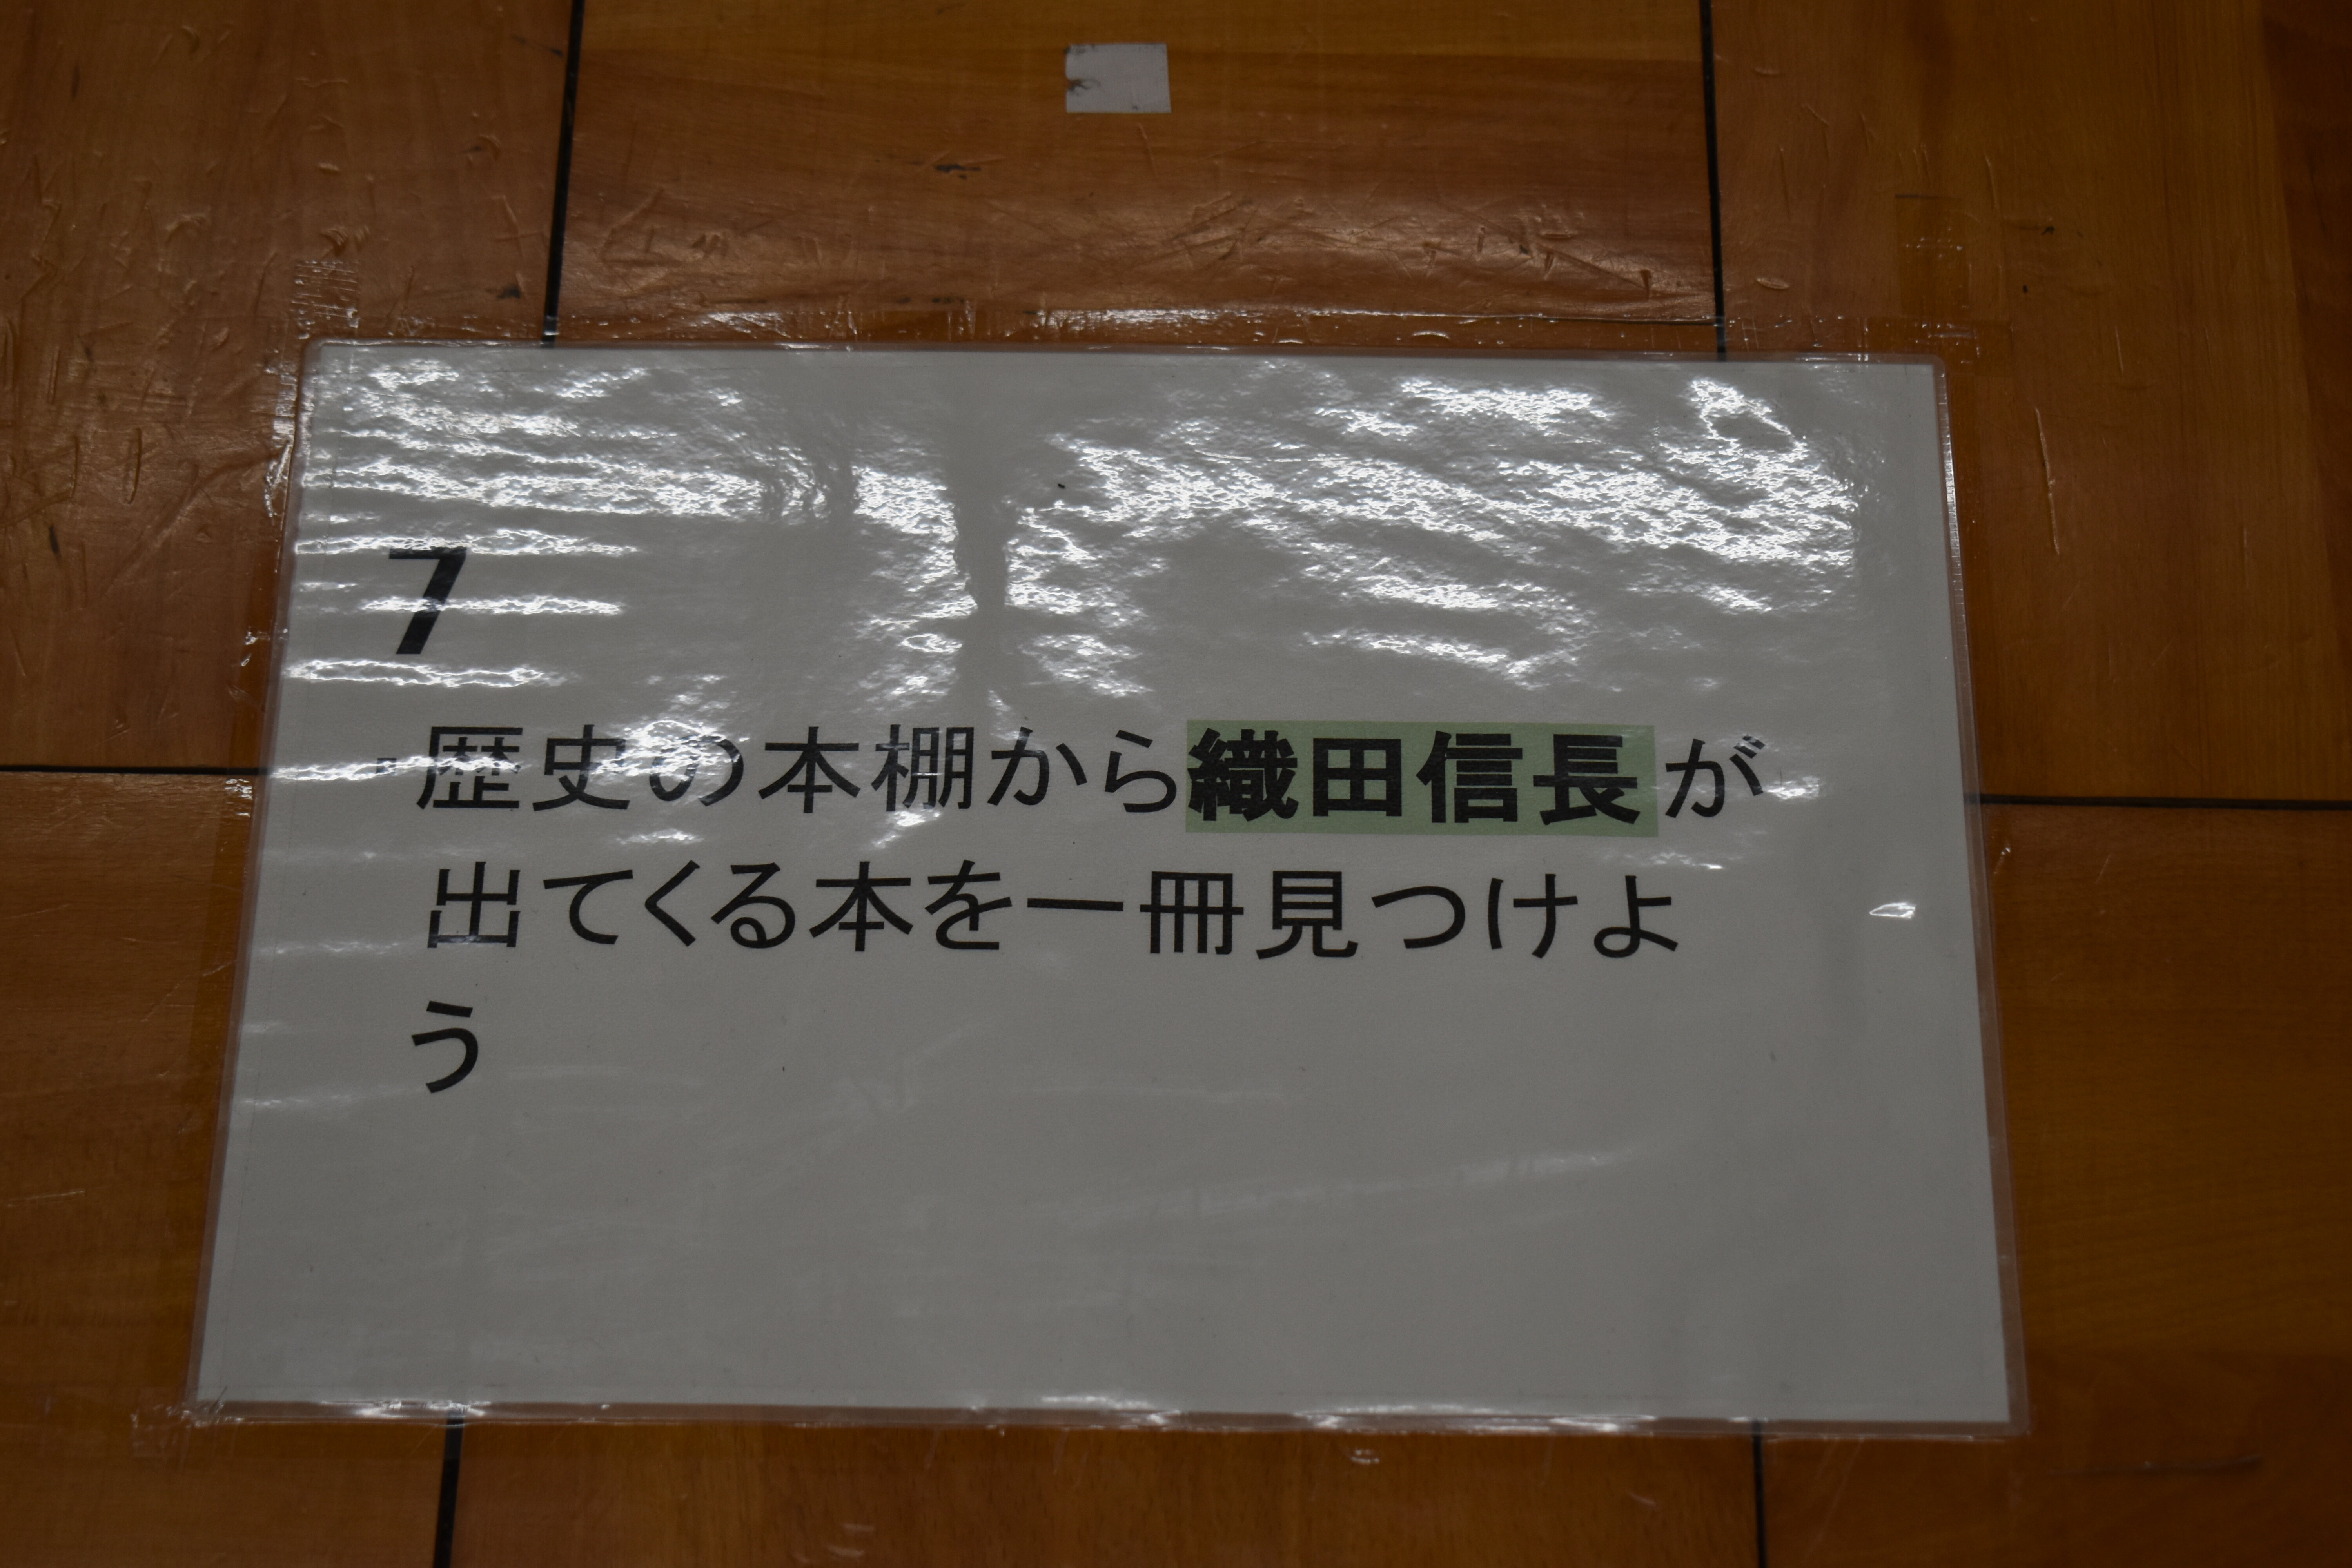 7
・歴史の本棚から織田信長が
出てくる本を一冊見つけよ
う